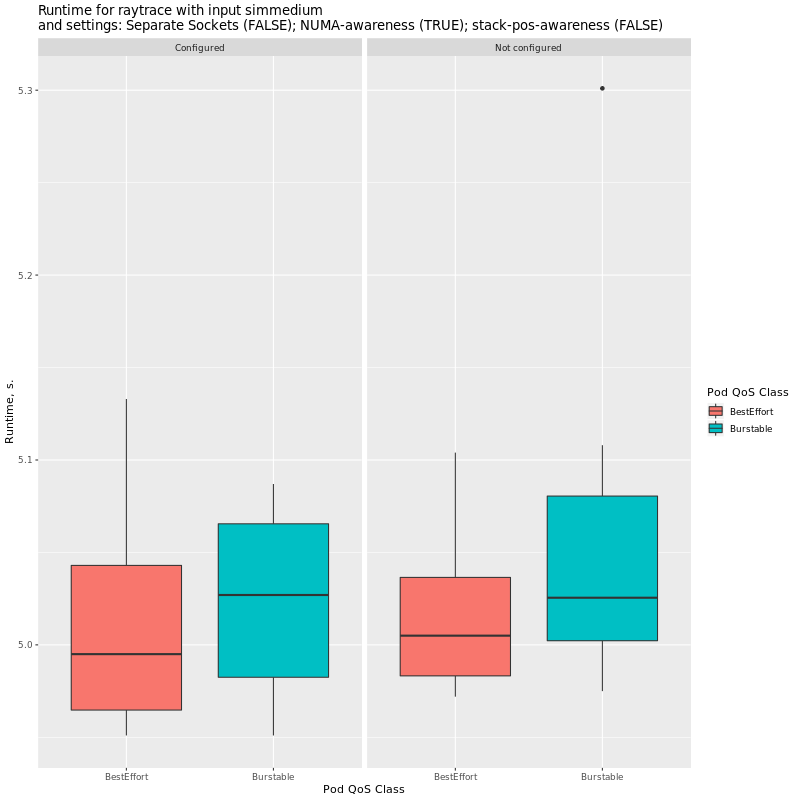 Runtime for raytrace with input simmedium
and settings: Separate Sockets (FALSE); NUMA-awareness (TRUE); stack-pos-awareness (FALSE)
Configured
Not configured
5.3
5.2
5.1
5.0
Runtime, s.
BestEffort
Burstable
BestEffort
Burstable
Pod QoS Class
Pod QoS Class
BestEffort
Burstable